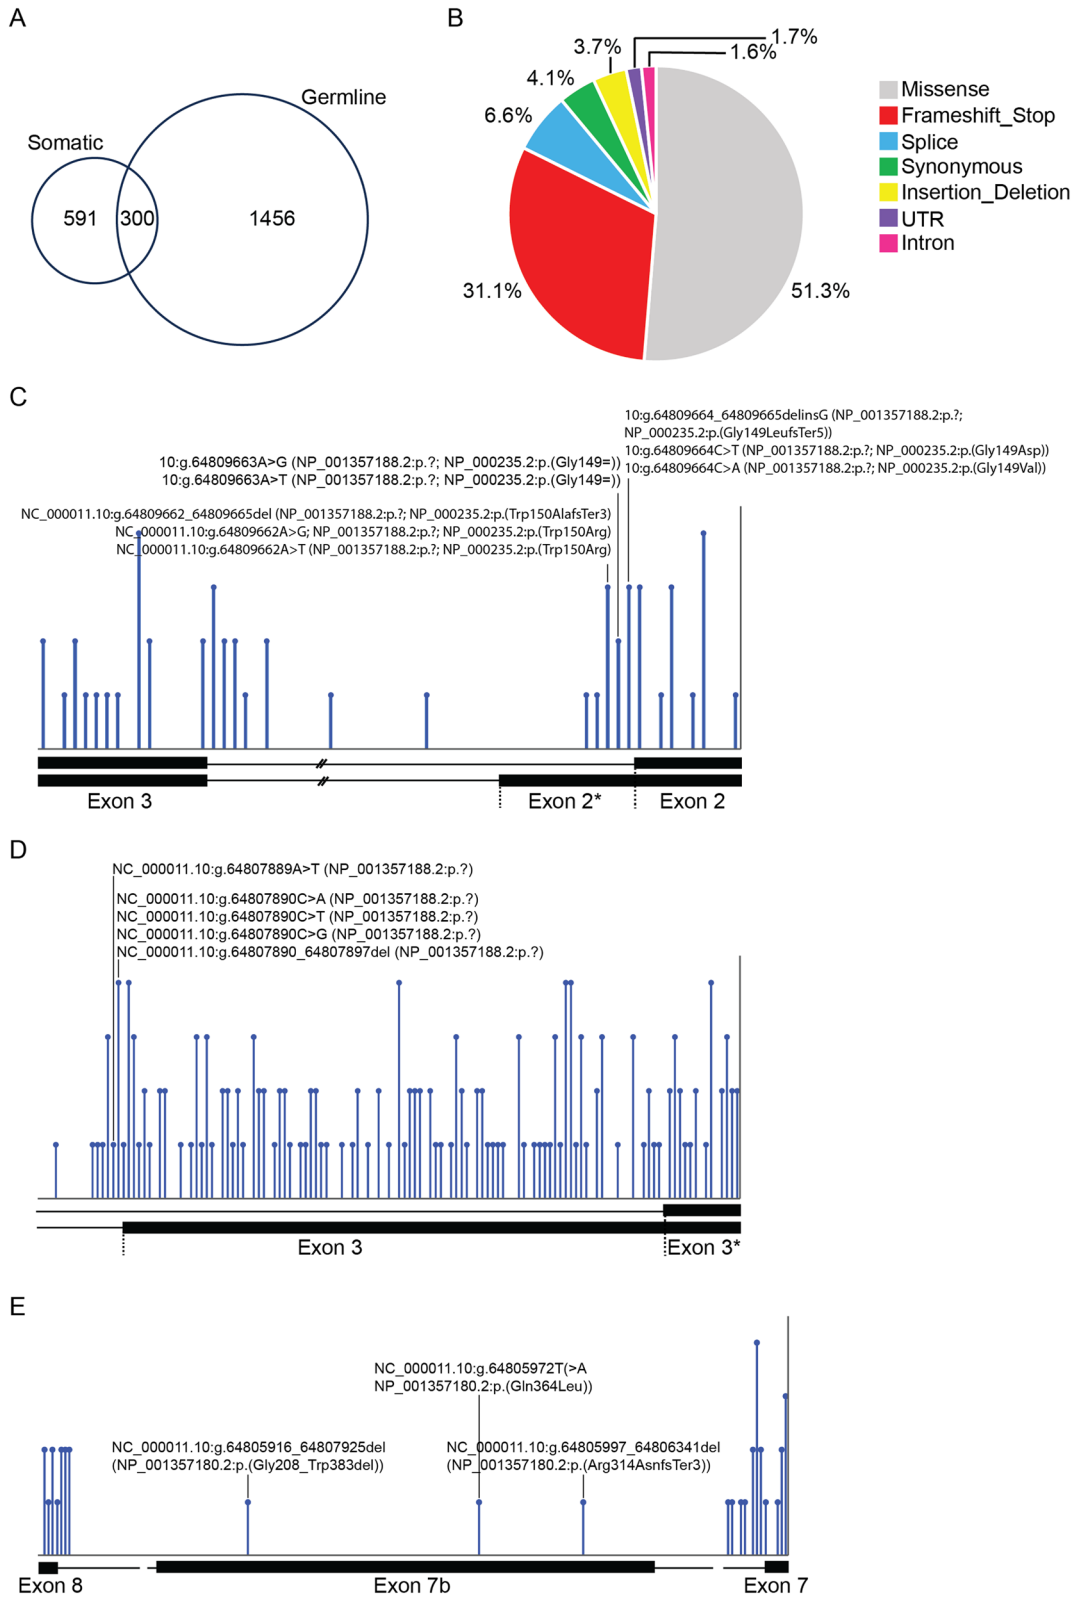 A
Somatic
Germline
591
300
1456
B
1.7%
1.6%
3.7%
4.1%
6.6%
31.1%
51.3%
Missense
Frameshift_Stop
Splice
Synonymous
Insertion_Deletion
UTR
Intron
C
10:g.64809664_64809665delinsG (NP_001357188.2:p.?;
NP_000235.2:p.(Gly149LeufsTer5))
10:g.64809664C>T (NP_001357188.2:p.?; NP_000235.2:p.(Gly149Asp))
10:g.64809664C>A (NP_001357188.2:p.?; NP_000235.2:p.(Gly149Val))
10:g.64809663A>G (NP_001357188.2:p.?; NP_000235.2:p.(Gly149=))
10:g.64809663A>T (NP_001357188.2:p.?; NP_000235.2:p.(Gly149=))
NC_000011.10:g.64809662_64809665del (NP_001357188.2:p.?; NP_000235.2:p.(Trp150AlafsTer3)
NC_000011.10:g.64809662A>G; NP_001357188.2:p.?; NP_000235.2:p.(Trp150Arg)
NC_000011.10:g.64809662A>T (NP_001357188.2:p.?; NP_000235.2:p.(Trp150Arg)
Exon 3
Exon 2*
Exon 2
D
NC_000011.10:g.64807889A>T (NP_001357188.2:p.?)
NC_000011.10:g.64807890C>A (NP_001357188.2:p.?)
NC_000011.10:g.64807890C>T (NP_001357188.2:p.?)
NC_000011.10:g.64807890C>G (NP_001357188.2:p.?)
NC_000011.10:g.64807890_64807897del (NP_001357188.2:p.?)
Exon 3
Exon 3*
E
NC_000011.10:g.64805972T(>A
NP_001357180.2:p.(Gln364Leu))
NC_000011.10:g.64805916_64807925del
(NP_001357180.2:p.(Gly208_Trp383del))
NC_000011.10:g.64805997_64806341del
(NP_001357180.2:p.(Arg314AsnfsTer3))
Exon 8
Exon 7b
Exon 7